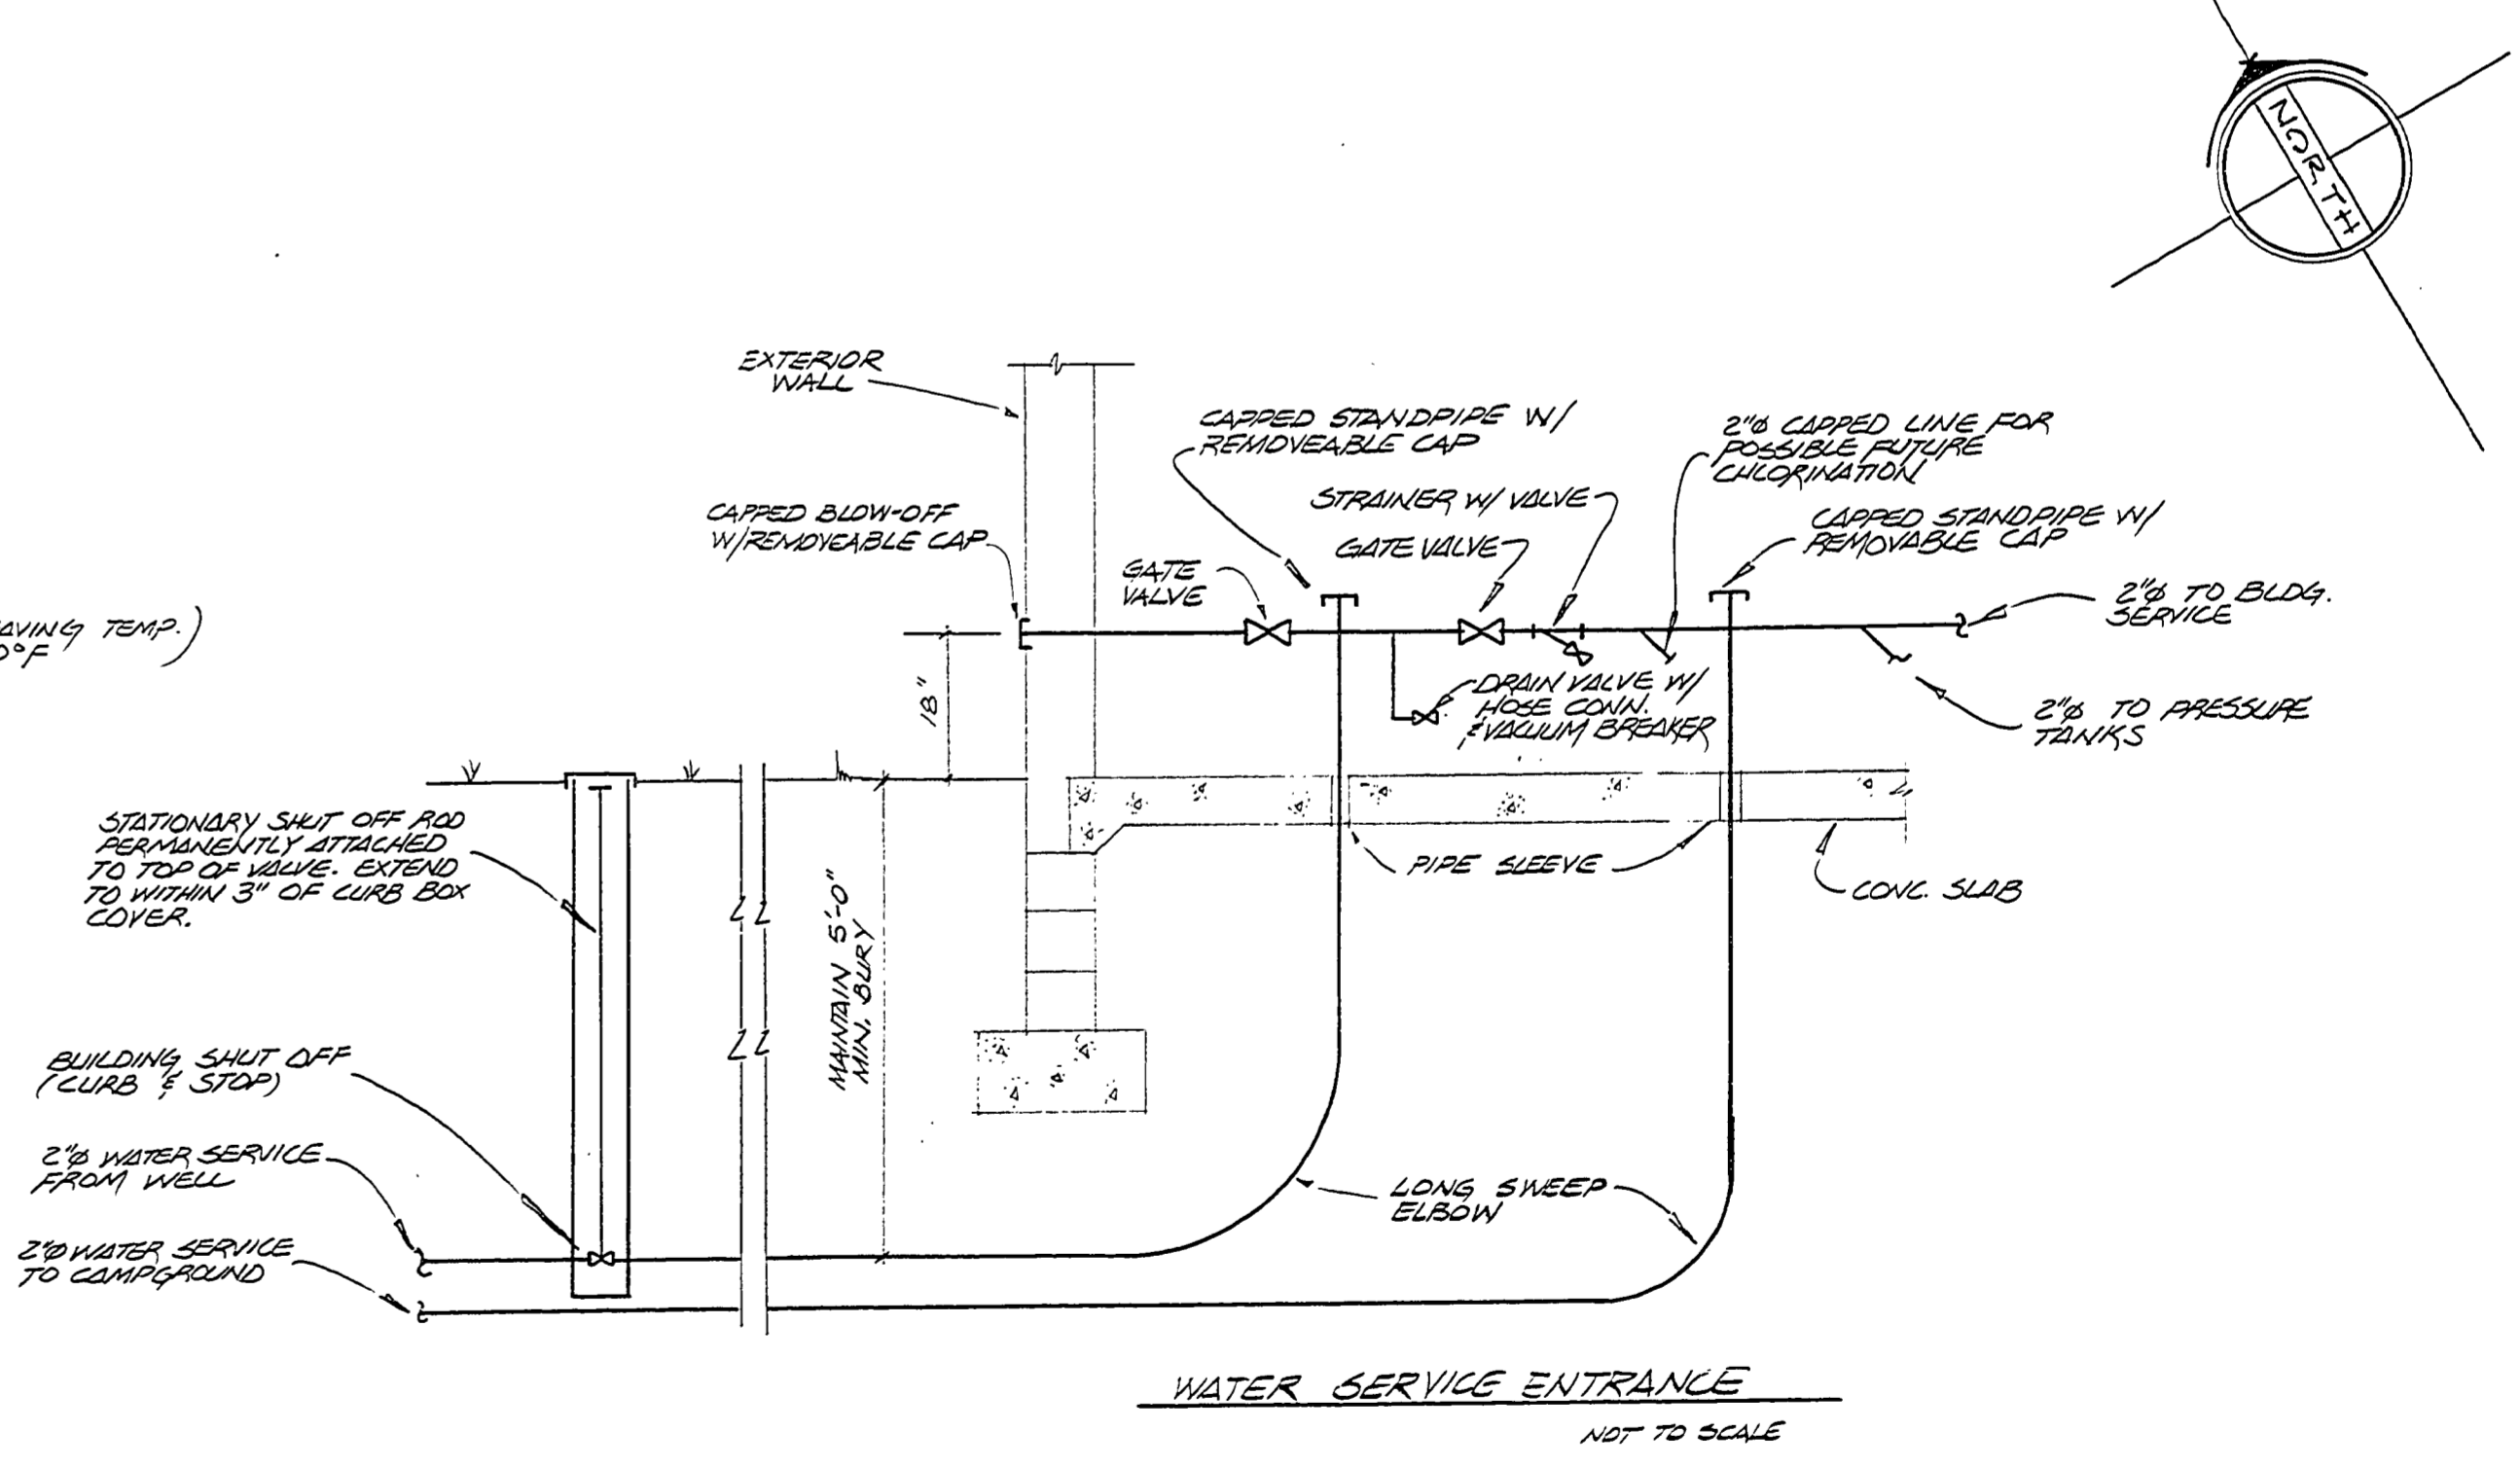 NORTH
EXTERIOR
WALL
CAPPED STANDPIPE W/
REMOVEABLE CAP
2"ø CAPPED LINE FOR
POSSIBLE FUTURE
CHLORINATION
STRAINER W/ VALVE
CAPPED BLOW-OFF
W/REMOVEABLE CAP
GATE VALVE
CAPPED STANDPIPE W/
REMOVABLE CAP
GATE
VALVE
2"ø TO BLDG.
SERVICE
AVING TEMP.)
0°F
18"
DRAIN VALVE W/
HOSE CONN.
& VACUUM BREAKER
2"ø TO PRESSURE
TANKS
STATIONARY SHUT OFF ROD
PERMANENTLY ATTACHED
TO TOP OF VALVE. EXTEND
TO WITHIN 3" OF CURB BOX
COVER.
PIPE SLEEVE
CONC. SLAB
MAINTAIN 5'-0"
MIN. BURY
BUILDING SHUT OFF
(CURB & STOP)
2"ø WATER SERVICE
FROM WELL
LONG SWEEP
ELBOW
2"ø WATER SERVICE
TO CAMPGROUND
WATER SERVICE ENTRANCE
NOT TO SCALE